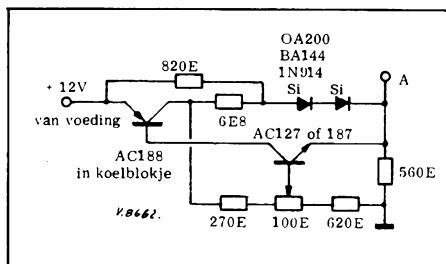 OA200
BA144
1N914
820E
Si
Si
A
+ 12V
van voeding
6E8
AC127 of 187
AC188
in koelblokje
560E
V.8662.
270E
100E
620E